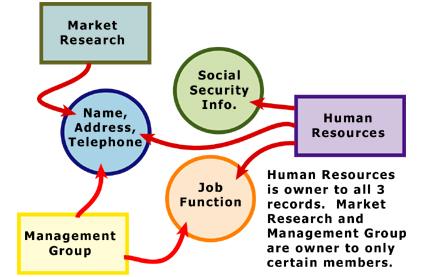 Market
Research
Social
Security
Info.
Name,
Address,
Telephone
Human
Resources
Job
Function
Management
Group
Human Resources
is owner to all 3
records.  Market
Research and
Management Group
are owner to only
certain members.